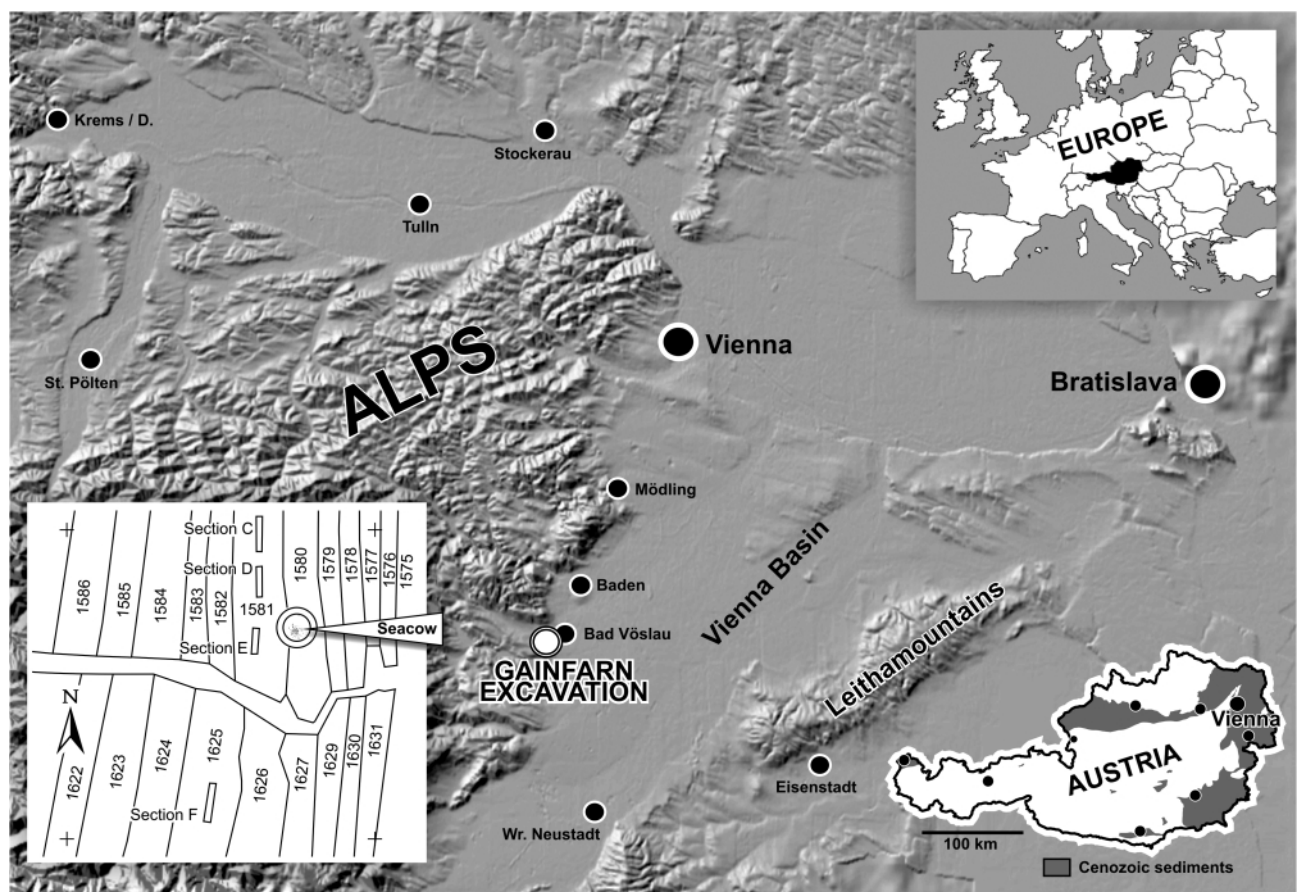 Krems / D.
Stockerau
EUROPE
Tulln
Vienna
St. Pölten
ALPS
Bratislava
Mödling
Vienna Basin
Baden
Bad Vöslau
GAINFARN
EXCAVATION
Leithamountains
Eisenstadt
Wr. Neustadt
Section C
Section D
Section E
Seacow
1586
1585
1584
1583
1582
1581
1580
1579
1578
1577
1576
1575
N
1622
1623
1624
1625
1626
1627
1629
1630
1631
Section F
Vienna
AUSTRIA
100 km
Cenozoic sediments